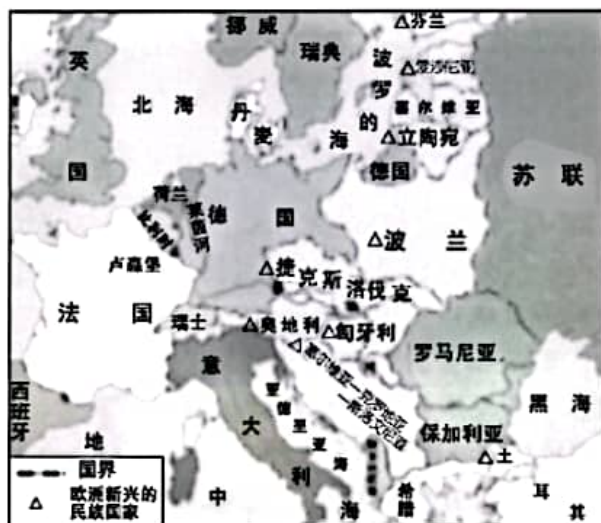 挪威
△芬兰
英国
瑞典
波罗的海
△爱沙尼亚
北海
丹麦
△立陶宛
德国
苏联
荷兰
莱茵河
德国
比利时
△波兰
卢森堡
△捷克斯洛伐克
法国
瑞士
△奥地利
△匈牙利
罗马尼亚
意大利
△塞尔维亚—克罗地亚
—斯洛文尼亚
亚得里亚海
黑海
西班牙
保加利亚
地中海
△土耳其
希腊
国界
△ 欧洲新兴的
民族国家